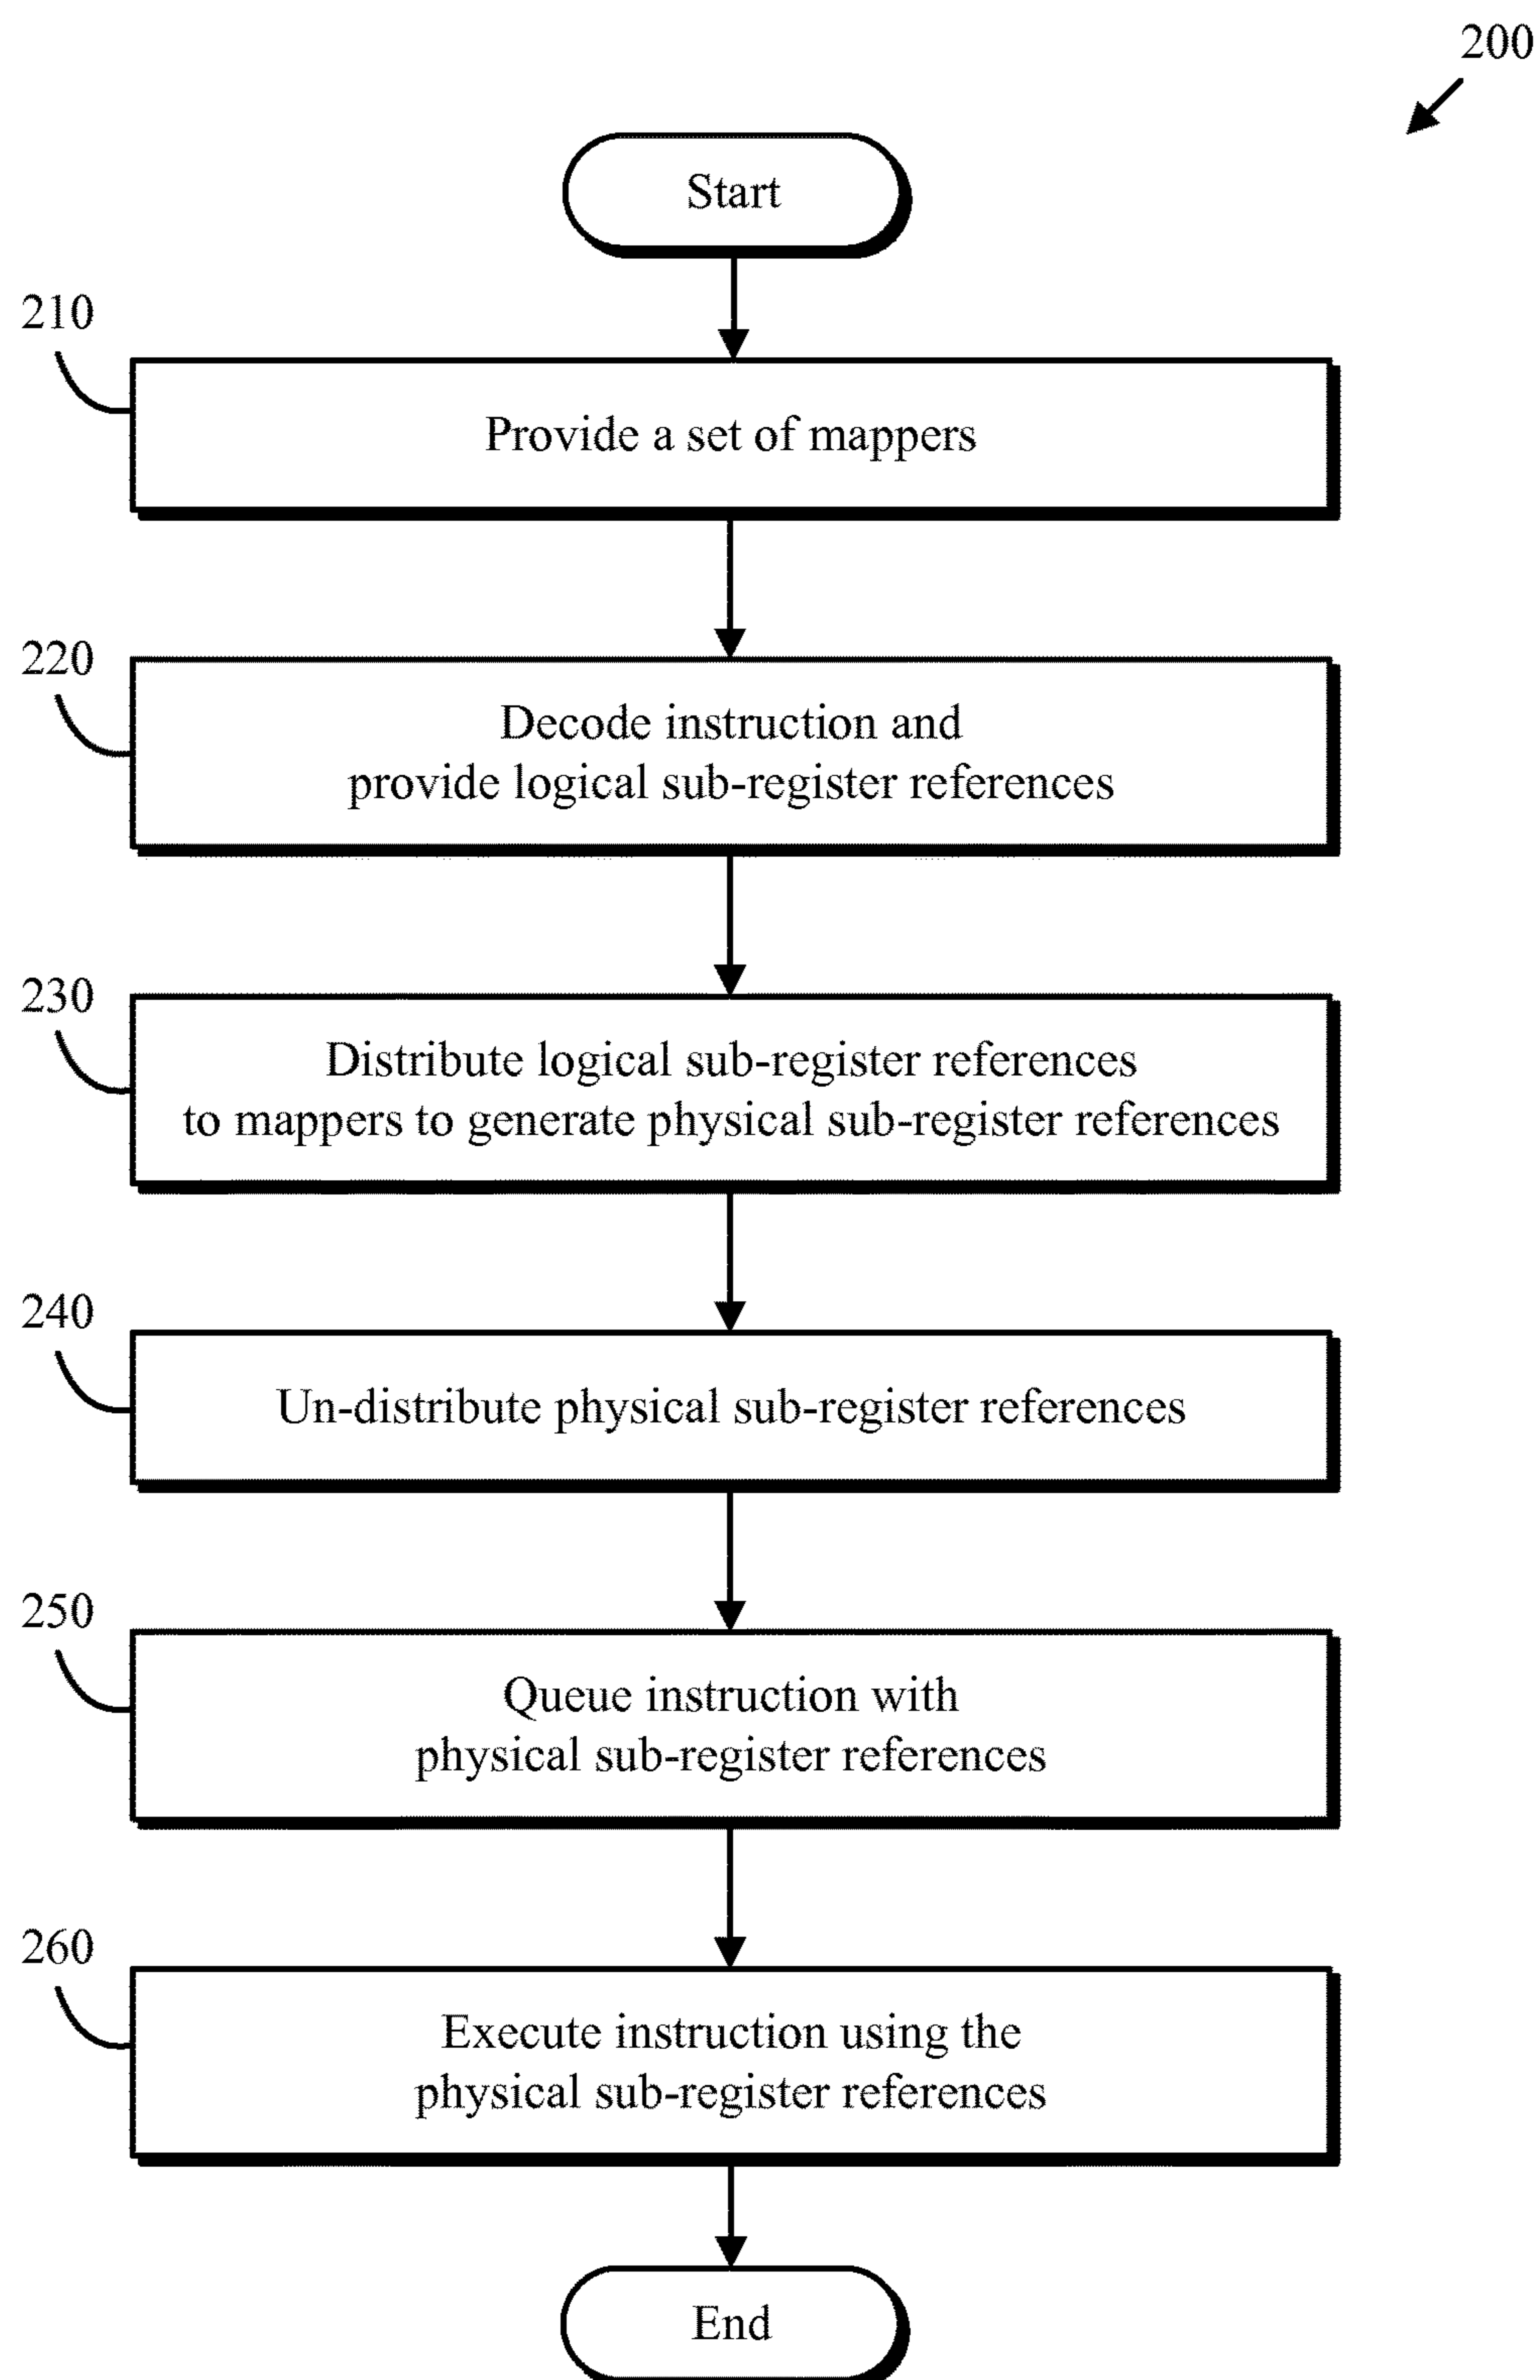 200
Start
210
Provide a set of mappers
220
Decode instruction and
provide logical sub-register references
230
Distribute logical sub-register references
to mappers to generate physical sub-register references
240
Un-distribute physical sub-register references
250
Queue instruction with
physical sub-register references
260
Execute instruction using the
physical sub-register references
End